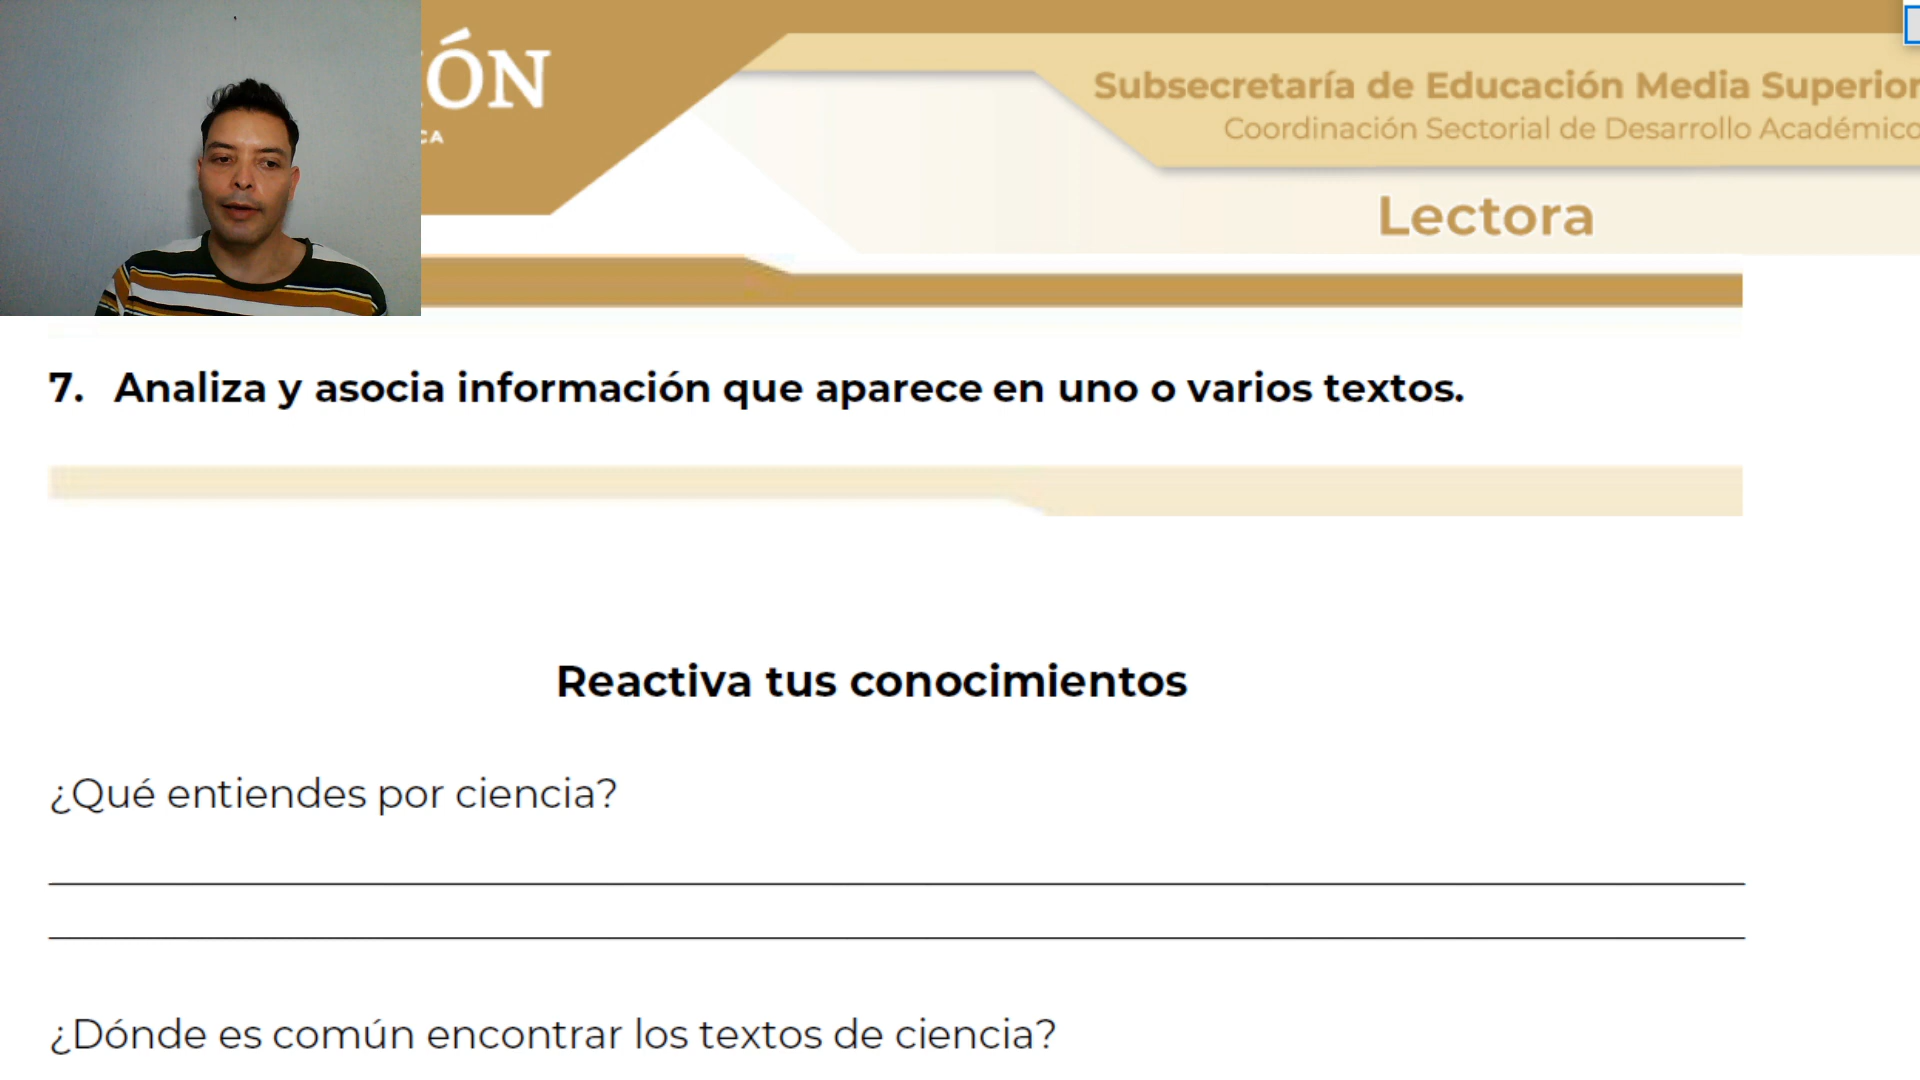 ÓN
CA
Subsecretaría de Educación Media Superior
Coordinación Sectorial de Desarrollo Académico
Lectora
7. Analiza y asocia información que aparece en uno o varios textos.
Reactiva tus conocimientos
¿Qué entiendes por ciencia?
¿Dónde es común encontrar los textos de ciencia?